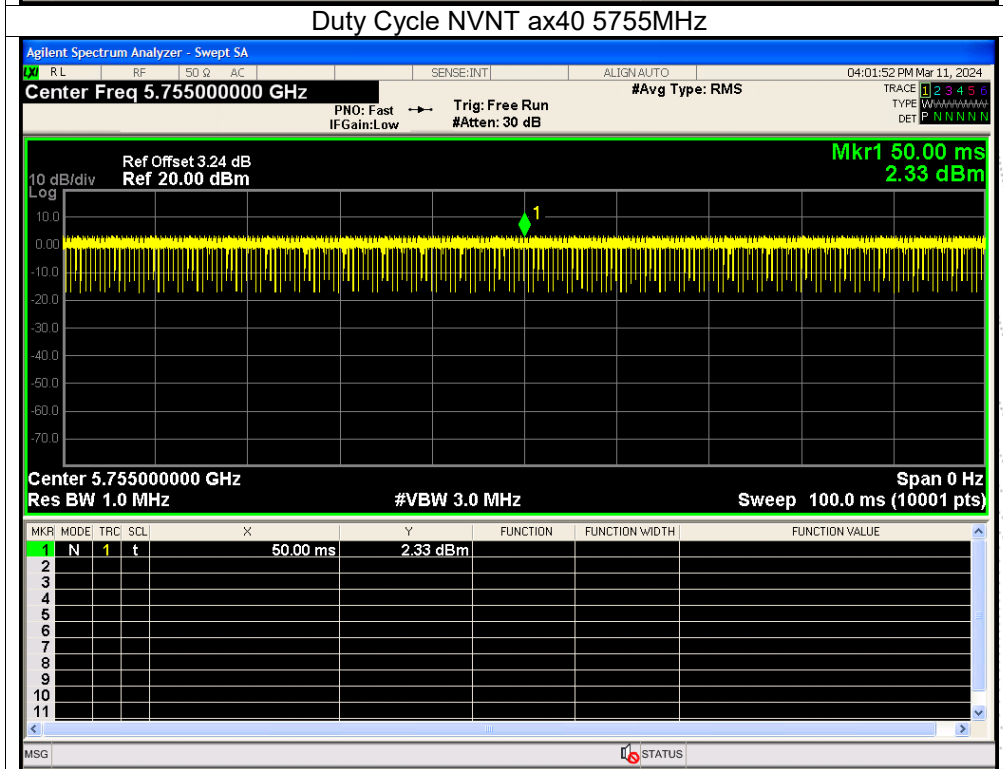 Duty Cycle NVNT ax40 5755MHz
Agilent Spectrum Analyzer - Swept SA
LXI RL RF 50 Ω AC SENSE:INT ALIGN AUTO 04:01:52 PM Mar 11, 2024
Center Freq 5.755000000 GHz #Avg Type: RMS TRACE 1 2 3 4 5 6
PNO: Fast Trig: Free Run TYPE WWWWWW
IFGain:Low #Atten: 30 dB DET P N N N N N
Mkr1 50.00 ms
Ref Offset 3.24 dB
10 dB/div Ref 20.00 dBm 2.33 dBm
Log
10.0
1
0.00
-10.0
-20.0
-30.0
-40.0
-50.0
-60.0
-70.0
Center 5.755000000 GHz Span 0 Hz
Res BW 1.0 MHz #VBW 3.0 MHz Sweep 100.0 ms (10001 pts)
MKR MODE TRC SCL X Y FUNCTION FUNCTION WIDTH FUNCTION VALUE
1 N 1 t 50.00 ms 2.33 dBm
2
3
4
5
6
7
8
9
10
11
MSG STATUS